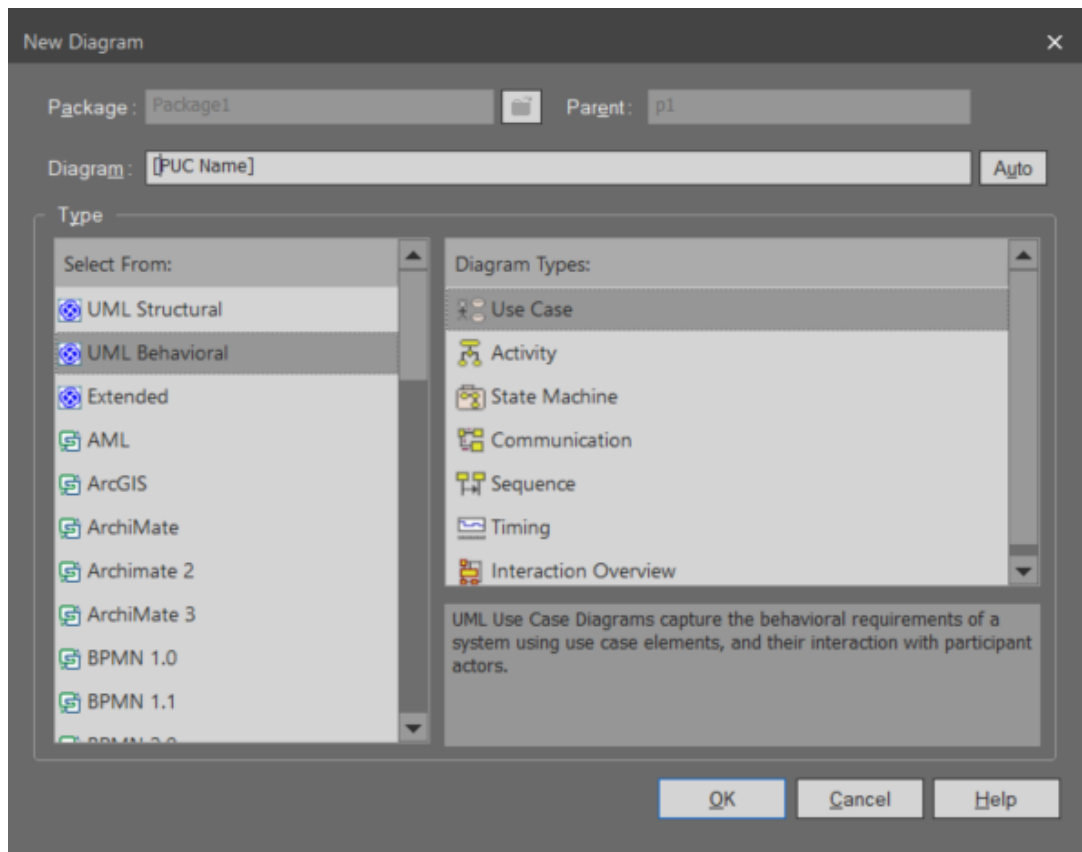 New Diagram
Package : Package1 Parent : p1
Diagram : [PUC Name] Auto
Type
Select From:
UML Structural
UML Behavioral
Extended
AML
ArcGIS
ArchiMate
Archimate 2
ArchiMate 3
BPMN 1.0
BPMN 1.1
Diagram Types:
Use Case
Activity
State Machine
Communication
Sequence
Timing
Interaction Overview
UML Use Case Diagrams capture the behavioral requirements of a
system using use case elements, and their interaction with participant
actors.
OK Cancel Help